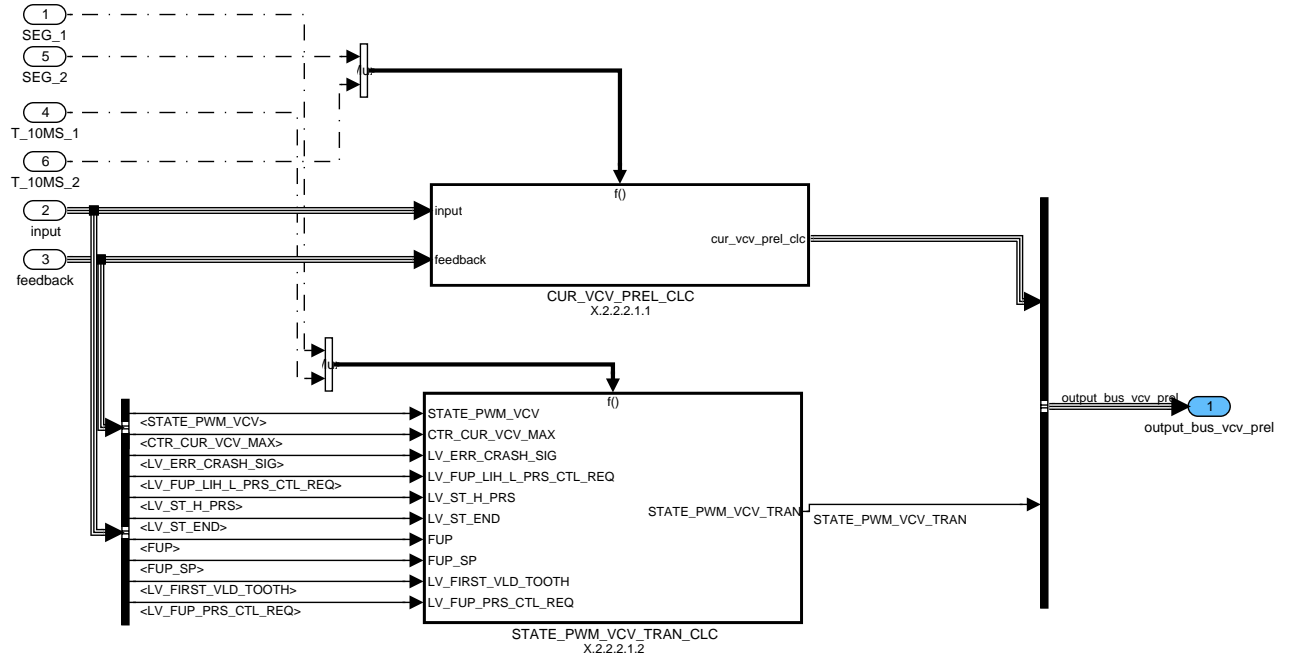 1
SEG_1
5
SEG_2
4
T_10MS_1
6
T_10MS_2
2
input
3
feedback
f()
input
feedback
cur_vcv_prel_clc
CUR_VCV_PREL_CLC
X.2.2.2.1.1
f()
<STATE_PWM_VCV>
<CTR_CUR_VCV_MAX>
<LV_ERR_CRASH_SIG>
<LV_FUP_LIH_L_PRS_CTL_REQ>
<LV_ST_H_PRS>
<LV_ST_END>
<FUP>
<FUP_SP>
<LV_FIRST_VLD_TOOTH>
<LV_FUP_PRS_CTL_REQ>
STATE_PWM_VCV
CTR_CUR_VCV_MAX
LV_ERR_CRASH_SIG
LV_FUP_LIH_L_PRS_CTL_REQ
LV_ST_H_PRS
LV_ST_END
FUP
FUP_SP
LV_FIRST_VLD_TOOTH
LV_FUP_PRS_CTL_REQ
STATE_PWM_VCV_TRAN
STATE_PWM_VCV_TRAN_CLC
X.2.2.2.1.2
STATE_PWM_VCV_TRAN
output_bus_vcv_prel
1
output_bus_vcv_prel